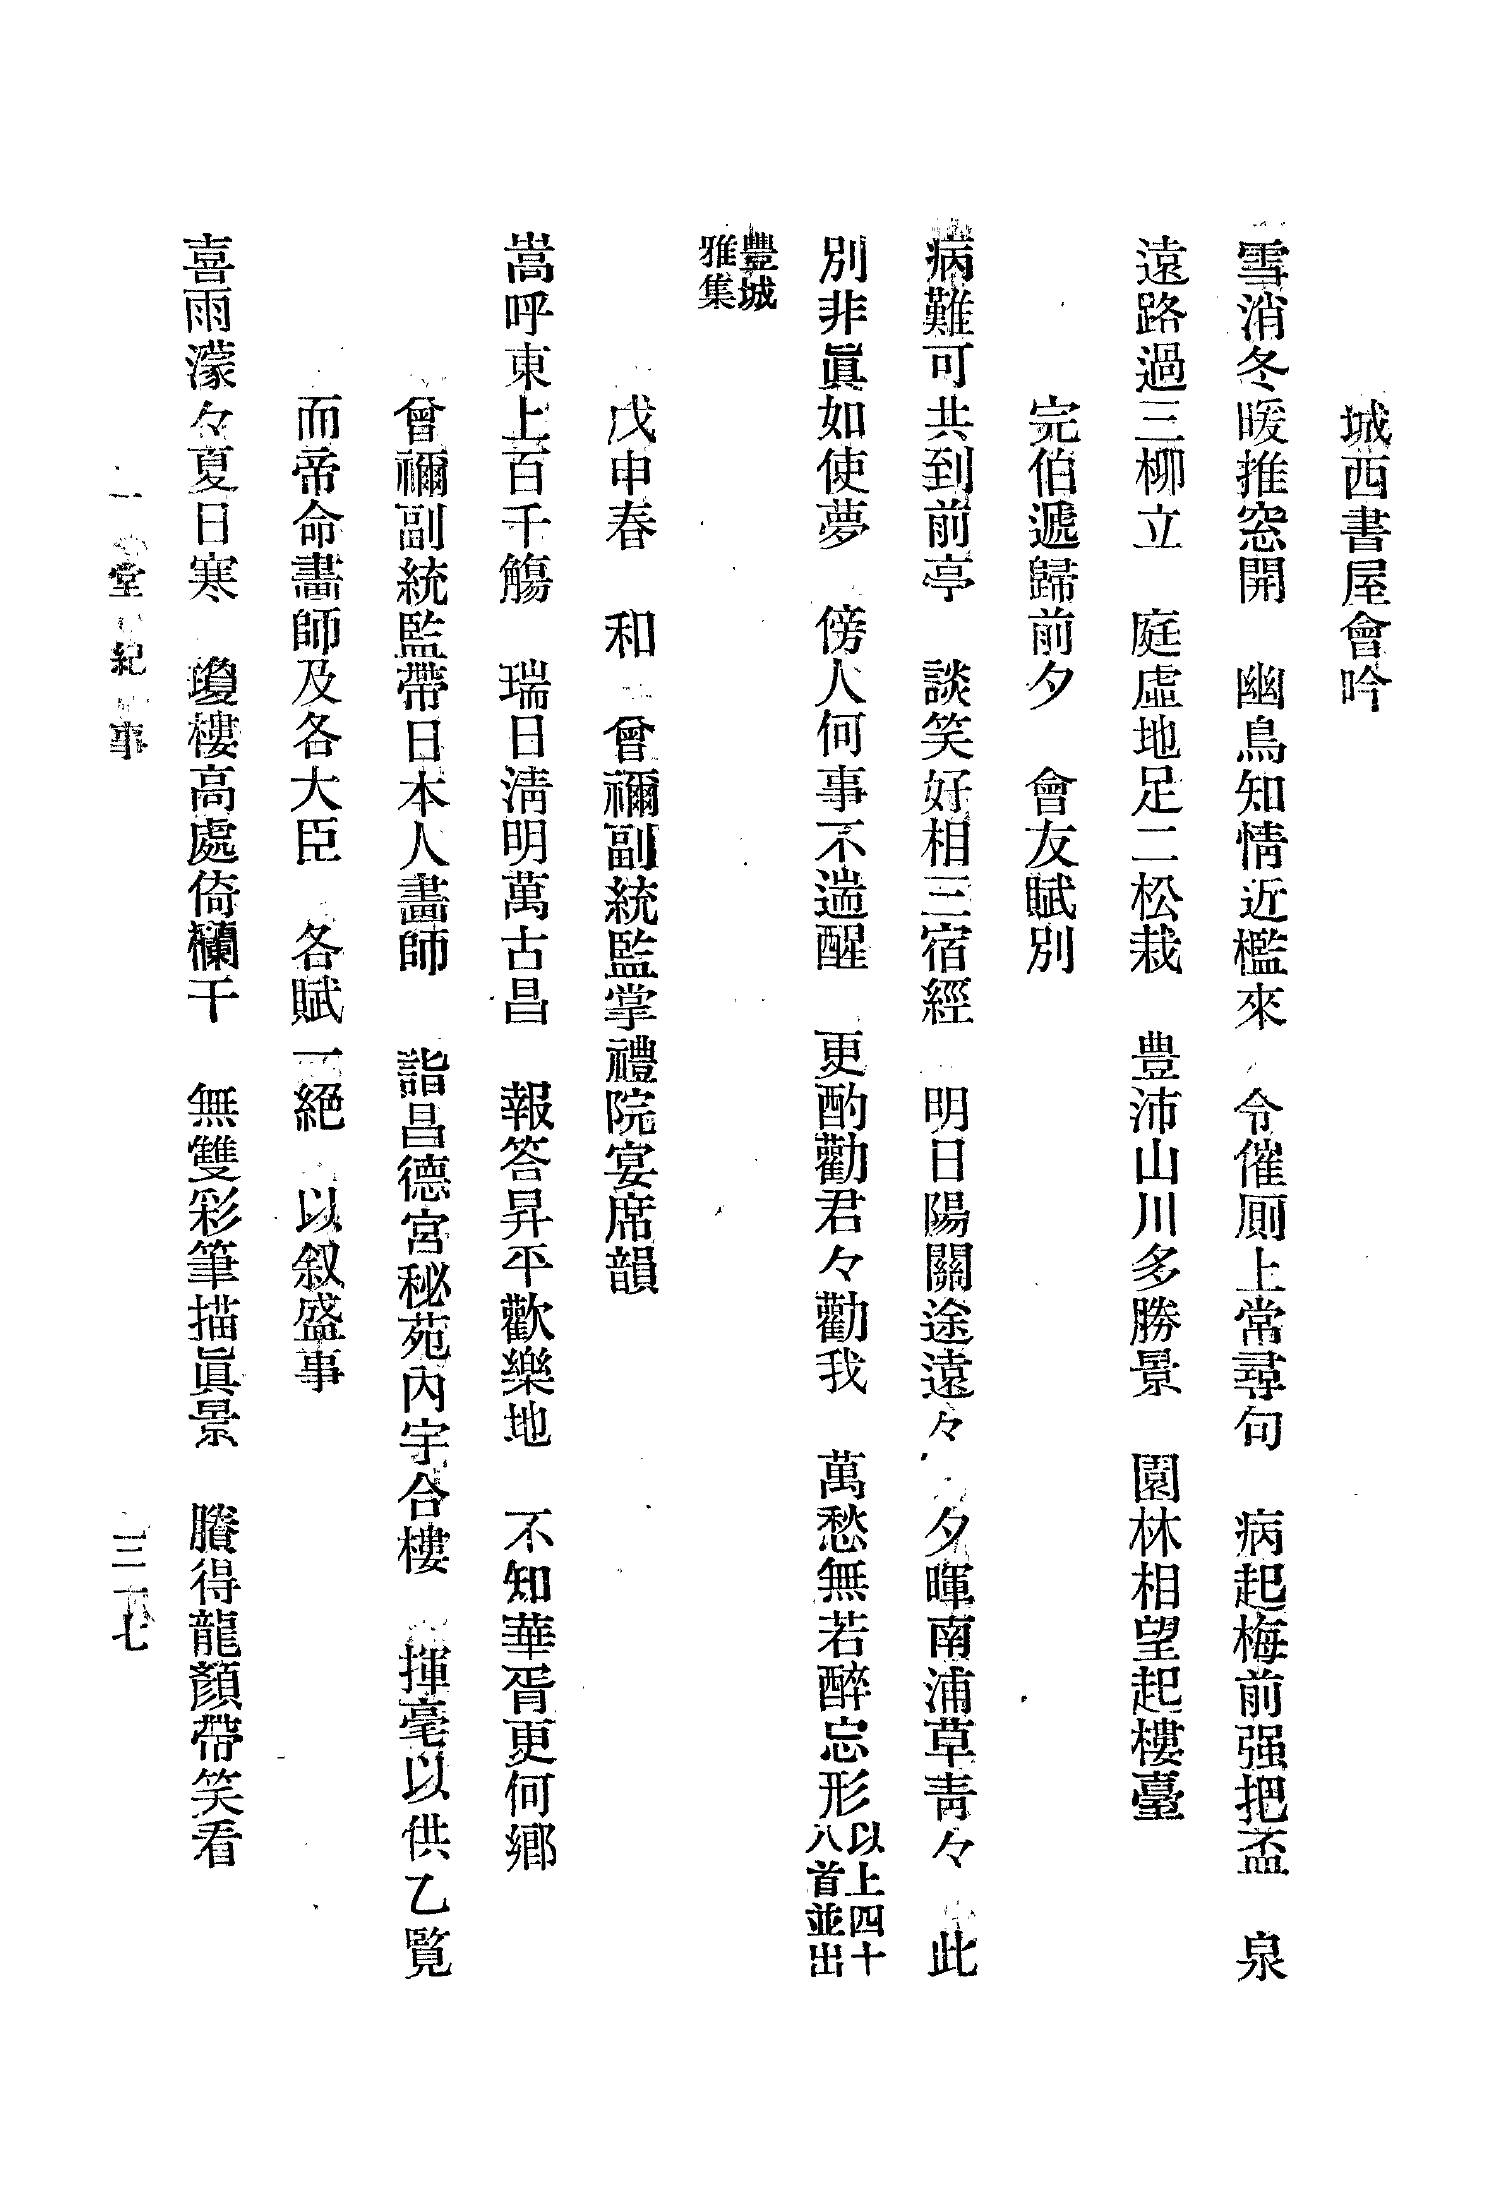 城西書屋會吟
雪消冬暖推窓開　幽鳥知情近檻來　令催厠上常尋句　病起梅前强把盃　泉
遠路過三柳立　庭虛地足二松栽　豊沛山川多勝景　園林相望起樓臺
完伯遞歸前夕　會友賦別
病難可共到前亭　談笑好相三宿經　明日陽關途遠々　夕暉南浦草靑々　此
別非眞如使夢　傍人何事不遄醒　更酌勸君々勸我　萬愁無若醉忘形以上四十八首並出
豐城雅集
戊申春　和　曾禰副統監掌禮院宴席韻
嵩呼東上百千觴　瑞日淸明萬古昌　報答昇平歡樂地　不知華胥更何鄕
曾禰副統監帶日本人畵師　詣昌德宮秘苑內宇合樓　揮毫以供乙覽
而帝命畵師及各大臣　各賦一絕　以叙盛事
喜雨濛々夏日寒　瓊樓高處倚欄干　無雙彩筆描眞景　賸得龍顏帶笑看
一堂紀事
三一七